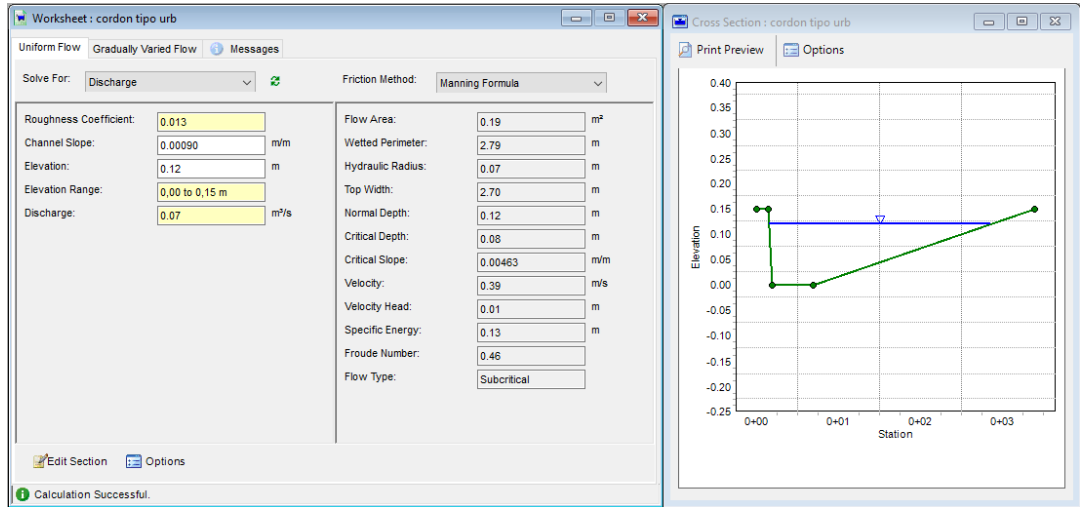 Worksheet : cordon tipo urb
Uniform Flow
Gradually Varied Flow
Messages
Solve For:
Discharge
Friction Method:
Manning Formula
Roughness Coefficient:
0.013
Channel Slope:
0.00090
m/m
Elevation:
0.12
m
Elevation Range:
0,00 to 0,15 m
Discharge:
0.07
m³/s
Flow Area:
0.19
m²
Wetted Perimeter:
2.79
m
Hydraulic Radius:
0.07
m
Top Width:
2.70
m
Normal Depth:
0.12
m
Critical Depth:
0.08
m
Critical Slope:
0.00463
m/m
Velocity:
0.39
m/s
Velocity Head:
0.01
m
Specific Energy:
0.13
m
Froude Number:
0.46
Flow Type:
Subcritical
Edit Section
Options
Calculation Successful.
Cross Section : cordon tipo urb
Print Preview
Options
0.40
0.35
0.30
0.25
0.20
0.15
0.10
0.05
0.00
-0.05
-0.10
-0.15
-0.20
-0.25
Elevation
0+00
0+01
0+02
0+03
Station